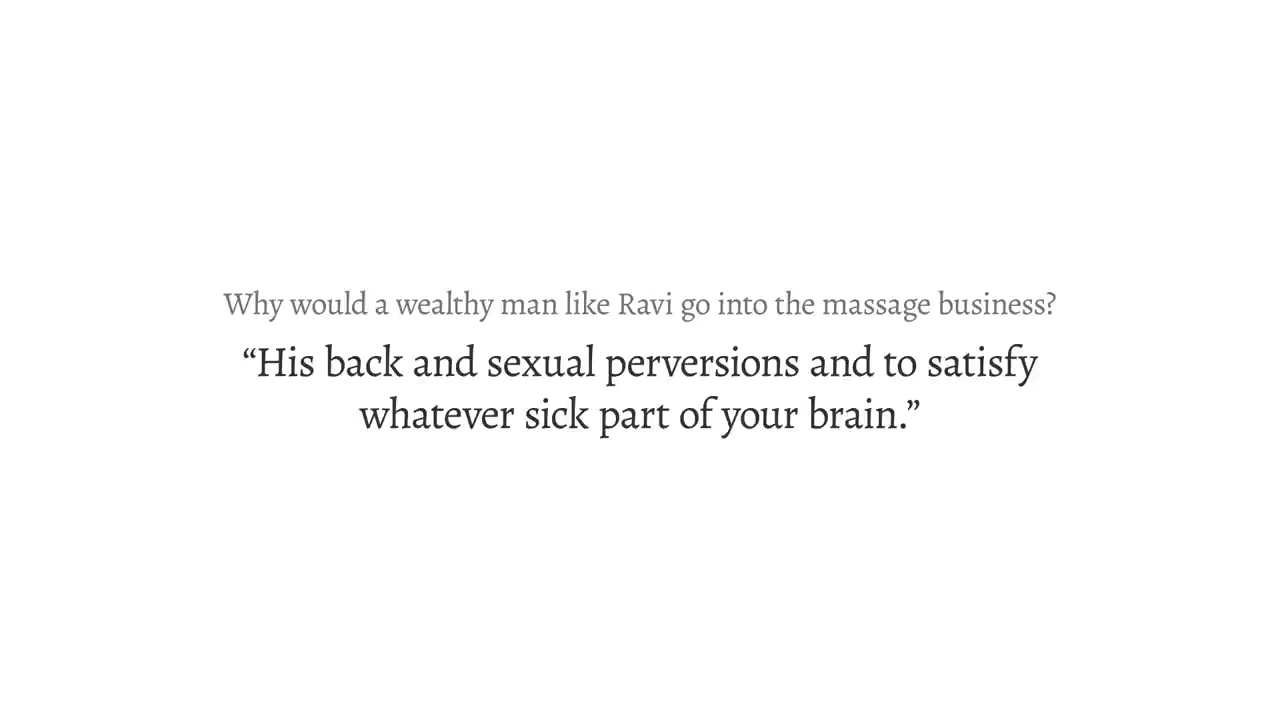 Why would a wealthy man like Ravi go into the massage business?
“His back and sexual perversions and to satisfy
whatever sick part of your brain.”